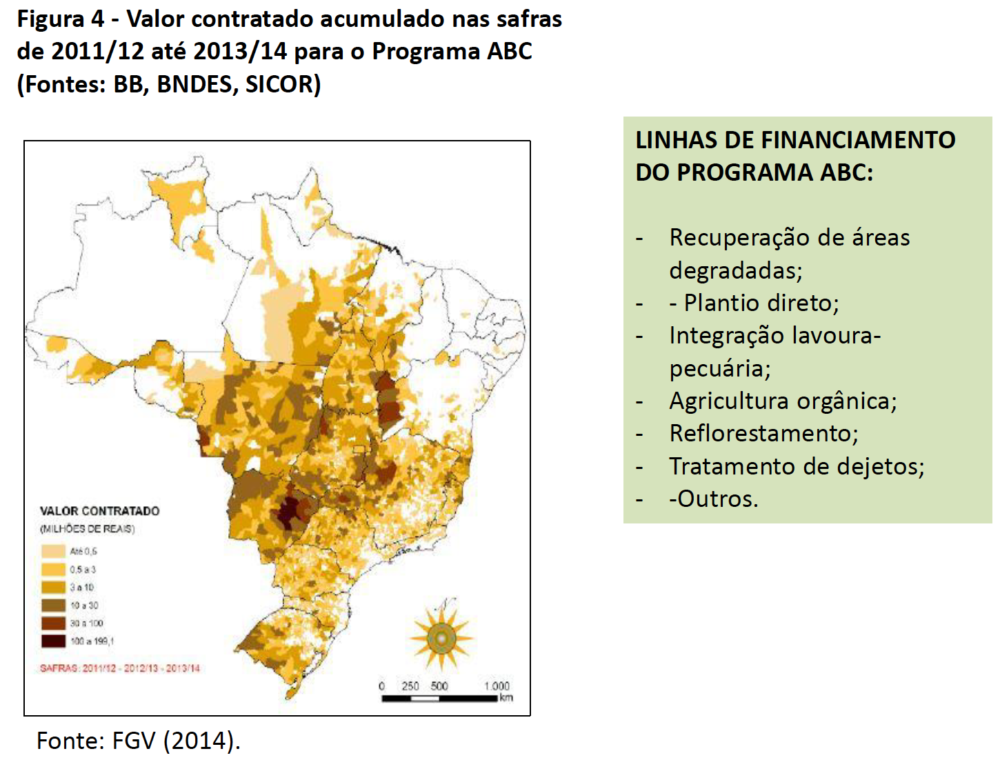 Figura 4 - Valor contratado acumulado nas safras
de 2011/12 até 2013/14 para o Programa ABC
(Fontes: BB, BNDES, SICOR)
LINHAS DE FINANCIAMENTO
DO PROGRAMA ABC:
- Recuperação de áreas
degradadas;
- - Plantio direto;
- Integração lavoura-
pecuária;
- Agricultura orgânica;
- Reflorestamento;
- Tratamento de dejetos;
- -Outros.
VALOR CONTRATADO
(MILHÕES DE REAIS)
Até 0,5
0,5 a 3
3 a 10
10 a 30
30 a 100
100 a 199,1
SAFRAS: 2011/12 - 2012/13 - 2013/14
0 250 500 1.000
km
Fonte: FGV (2014).